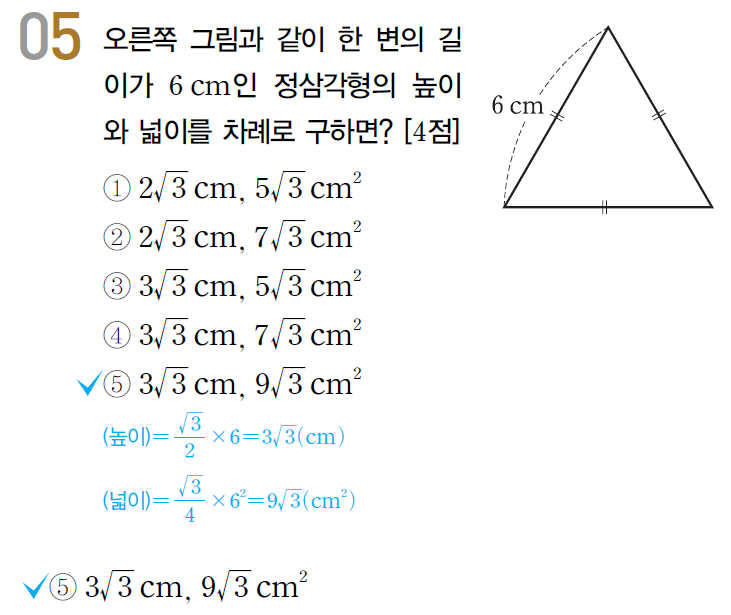 05
오른쪽 그림과 같이 한 변의 길
이가 6 cm인 정삼각형의 높이
와 넓이를 차례로 구하면? [4점]
6 cm
① 2√3 cm, 5√3 cm²
② 2√3 cm, 7√3 cm²
③ 3√3 cm, 5√3 cm²
④ 3√3 cm, 7√3 cm²
⑤ 3√3 cm, 9√3 cm²
(높이)=√3/2×6=3√3(cm)
(넓이)=√3/4×6²=9√3(cm²)
⑤ 3√3 cm, 9√3 cm²